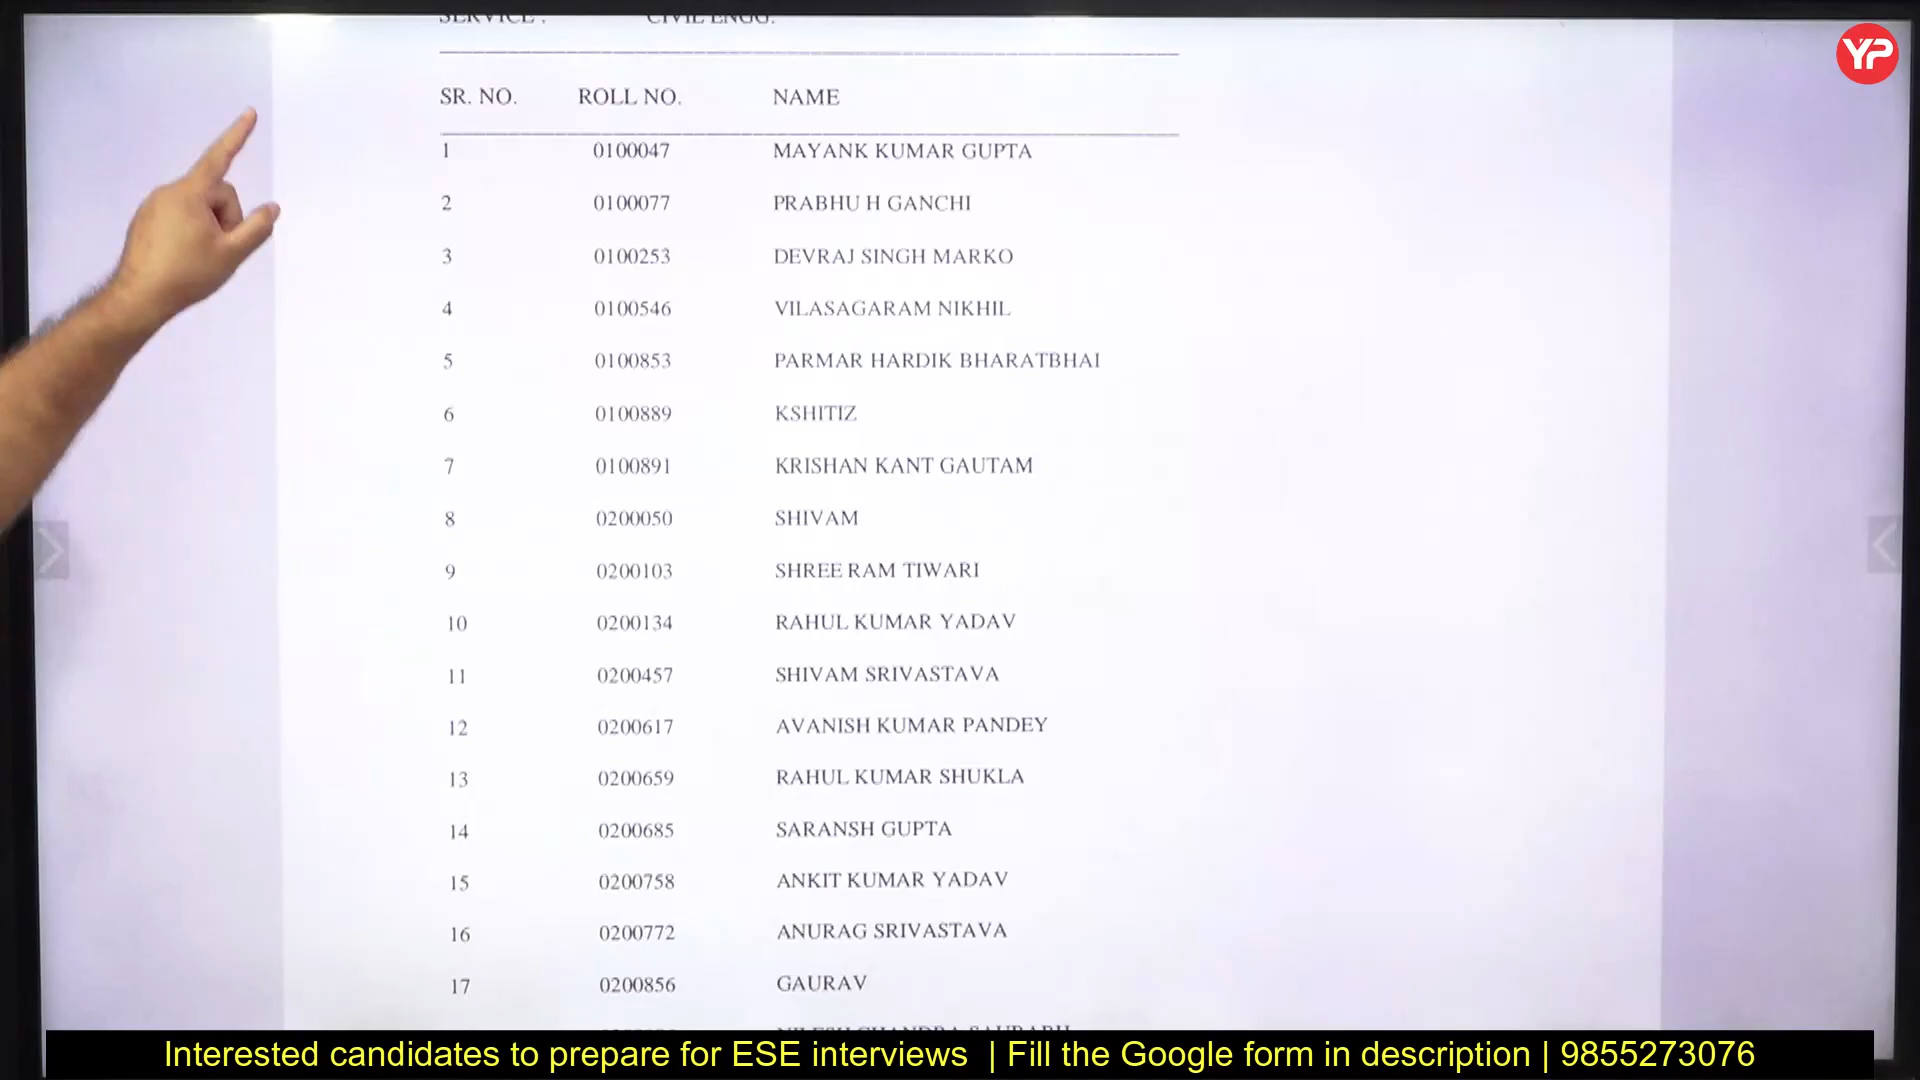 SERVICE : CIVIL ENGG.
YP
SR. NO. ROLL NO. NAME
1 0100047 MAYANK KUMAR GUPTA
2 0100077 PRABHU H GANCHI
3 0100253 DEVRAJ SINGH MARKO
4 0100546 VILASAGARAM NIKHIL
5 0100853 PARMAR HARDIK BHARATBHAI
6 0100889 KSHITIZ
7 0100891 KRISHAN KANT GAUTAM
8 0200050 SHIVAM
9 0200103 SHREE RAM TIWARI
10 0200134 RAHUL KUMAR YADAV
11 0200457 SHIVAM SRIVASTAVA
12 0200617 AVANISH KUMAR PANDEY
13 0200659 RAHUL KUMAR SHUKLA
14 0200685 SARANSH GUPTA
15 0200758 ANKIT KUMAR YADAV
16 0200772 ANURAG SRIVASTAVA
17 0200856 GAURAV
NILESH CHANDRA SAURABH
Interested candidates to prepare for ESE interviews | Fill the Google form in description | 9855273076